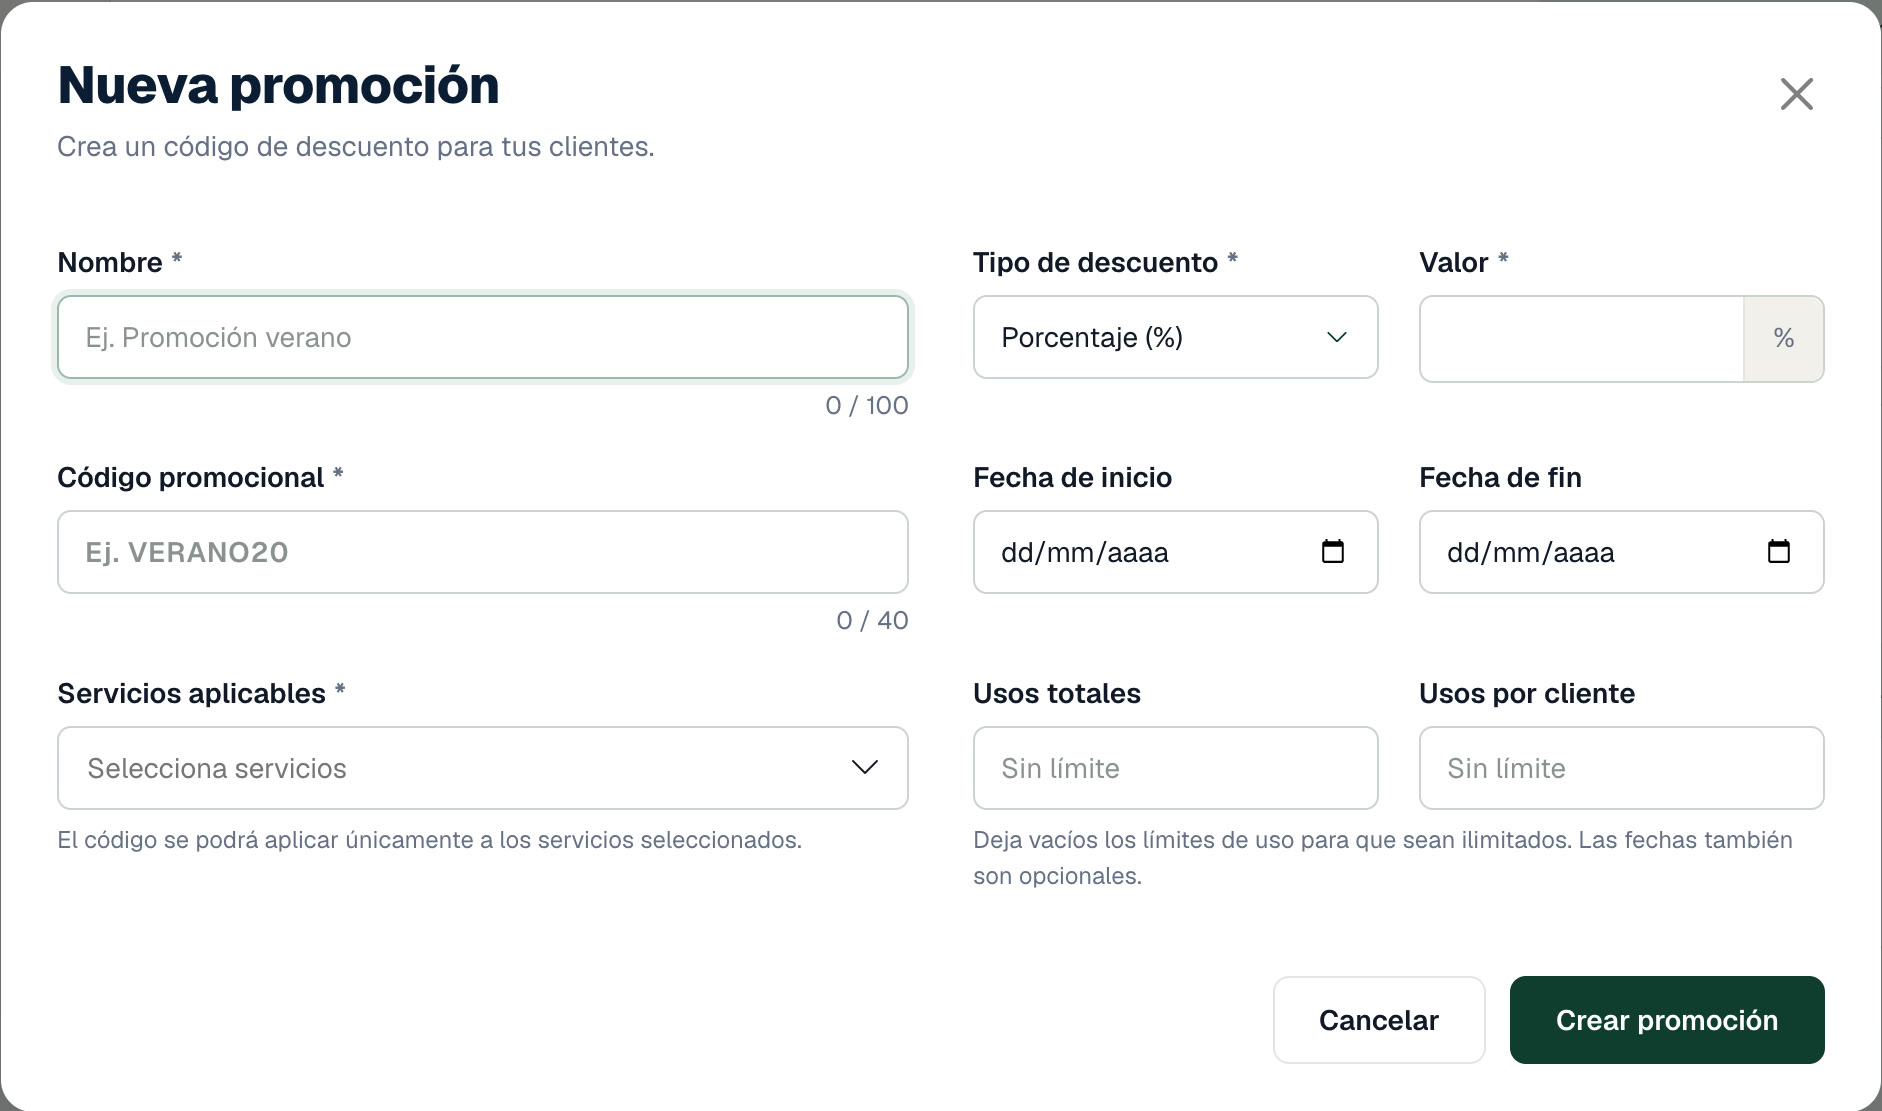 Nueva promoción
Crea un código de descuento para tus clientes.
Nombre *
Ej. Promoción verano
0 / 100
Tipo de descuento *
Porcentaje (%)
Valor *
%
Código promocional *
Ej. VERANO20
0 / 40
Fecha de inicio
dd/mm/aaaa
Fecha de fin
dd/mm/aaaa
Servicios aplicables *
Selecciona servicios
El código se podrá aplicar únicamente a los servicios seleccionados.
Usos totales
Sin límite
Usos por cliente
Sin límite
Deja vacíos los límites de uso para que sean ilimitados. Las fechas también
son opcionales.
Cancelar
Crear promoción